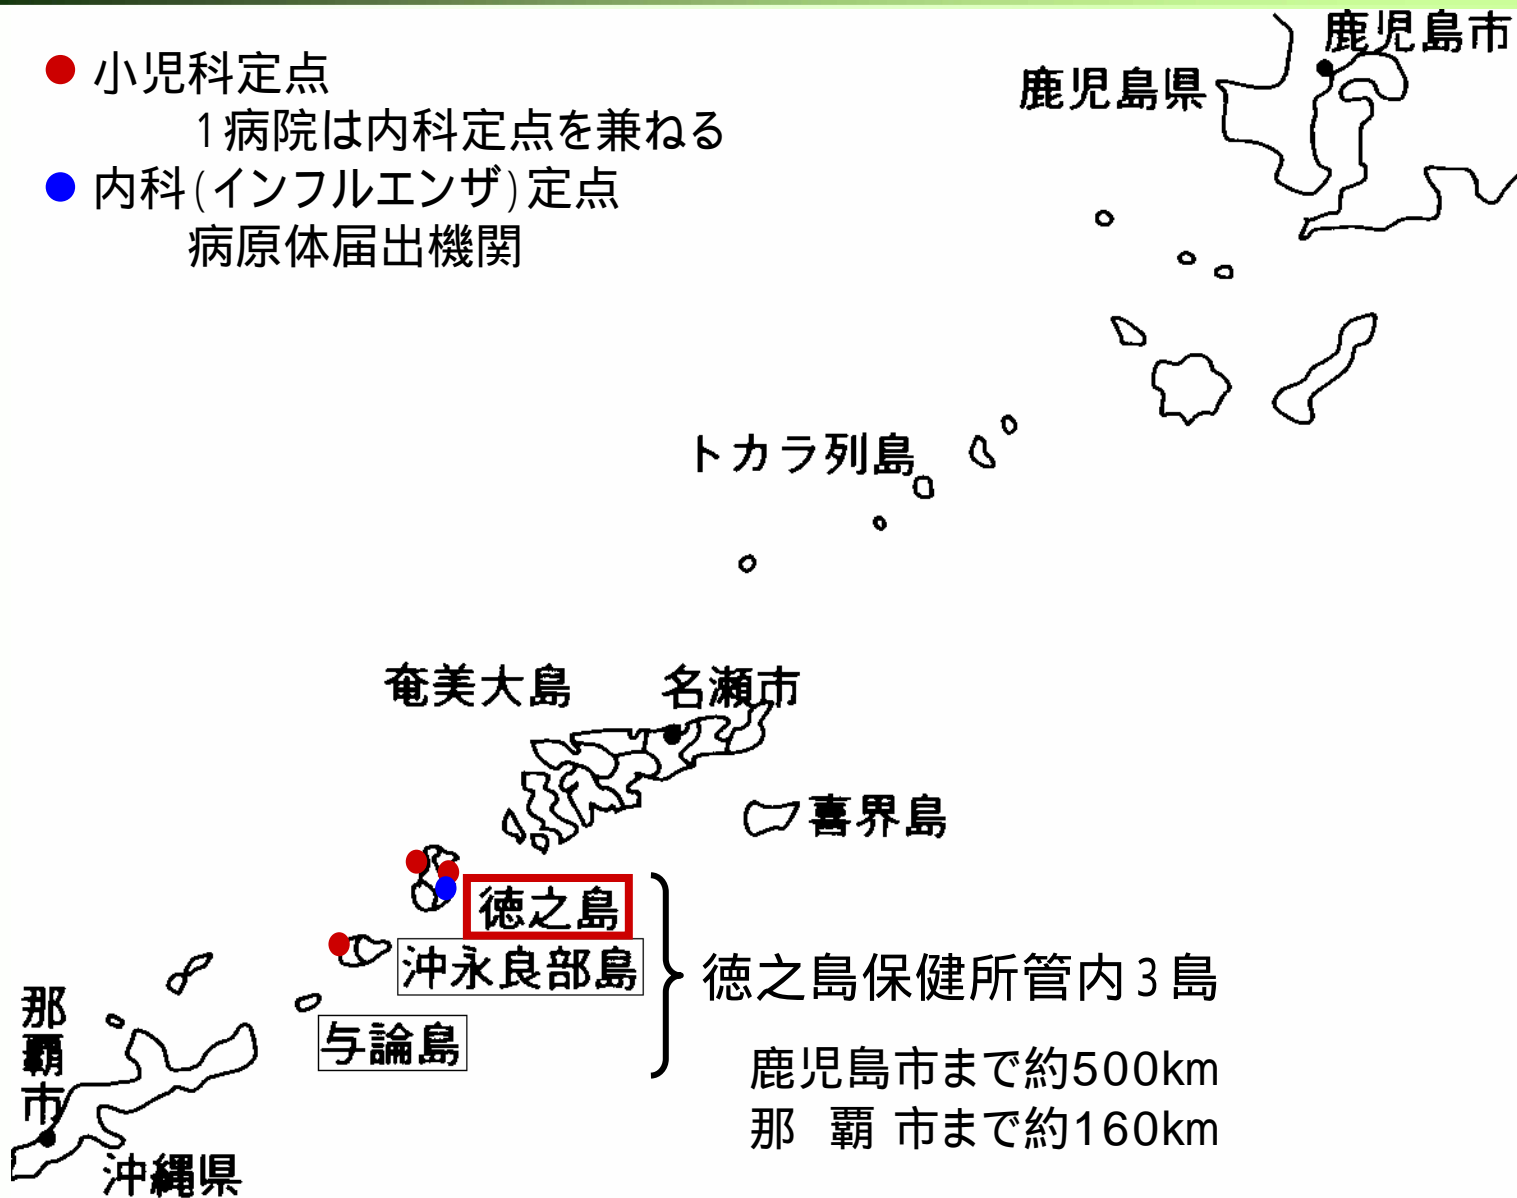 小児科定点
1病院は内科定点を兼ねる
内科(インフルエンザ)定点
病原体届出機関
鹿児島市
鹿児島県
トカラ列島
奄美大島
名瀬市
喜界島
徳之島
沖永良部島
与論島
徳之島保健所管内3島
鹿児島市まで約500km
那 覇 市まで約160km
那覇市
沖縄県